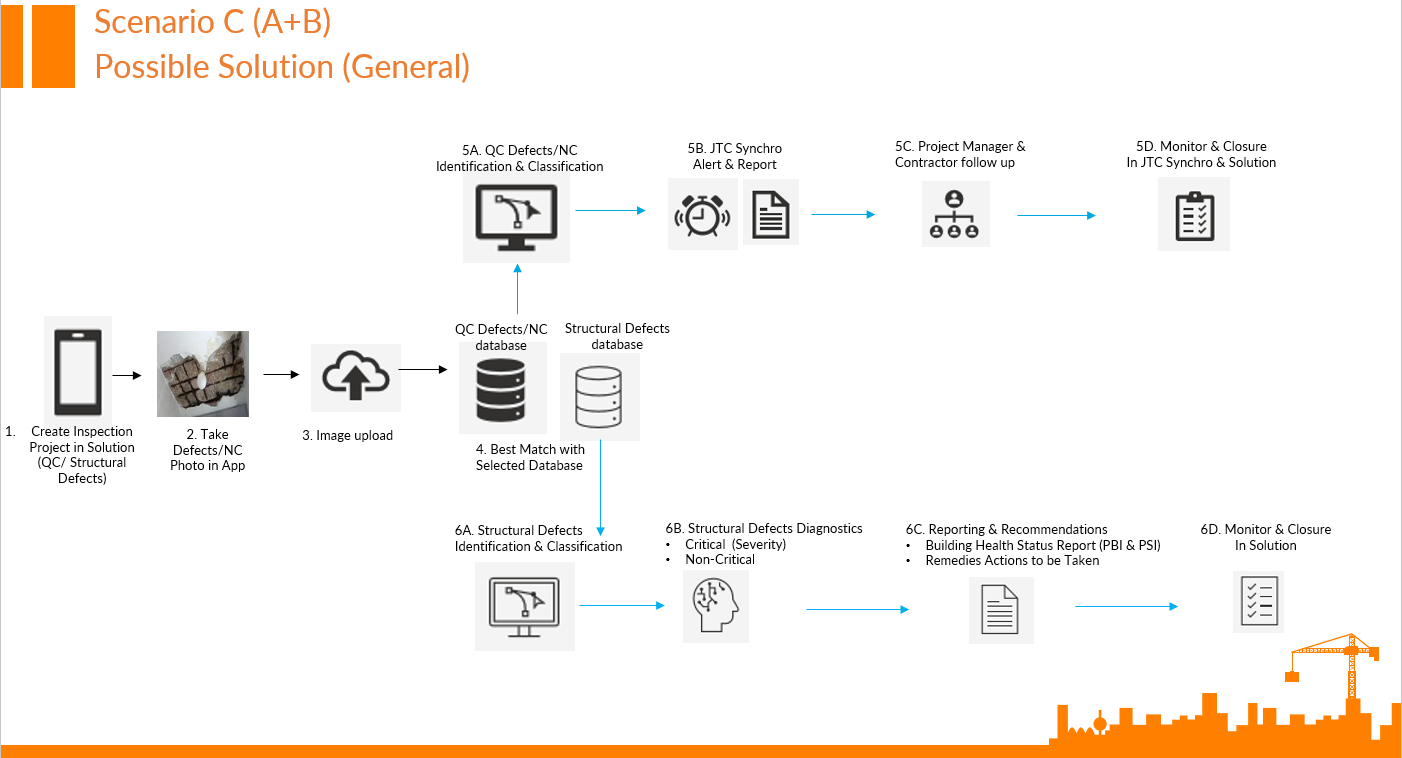 Scenario C (A+B)
Possible Solution (General)
5A. QC Defects/NC
Identification & Classification
5B. JTC Synchro
Alert & Report
5C. Project Manager &
Contractor follow up
5D. Monitor & Closure
In JTC Synchro & Solution
QC Defects/NC
database
Structural Defects
database
1. Create Inspection
Project in Solution
(QC/ Structural
Defects)
2. Take
Defects/NC
Photo in App
3. Image upload
4. Best Match with
Selected Database
6A. Structural Defects
Identification & Classification
6B. Structural Defects Diagnostics
• Critical (Severity)
• Non-Critical
6C. Reporting & Recommendations
• Building Health Status Report (PBI & PSI)
• Remedies Actions to be Taken
6D. Monitor & Closure
In Solution